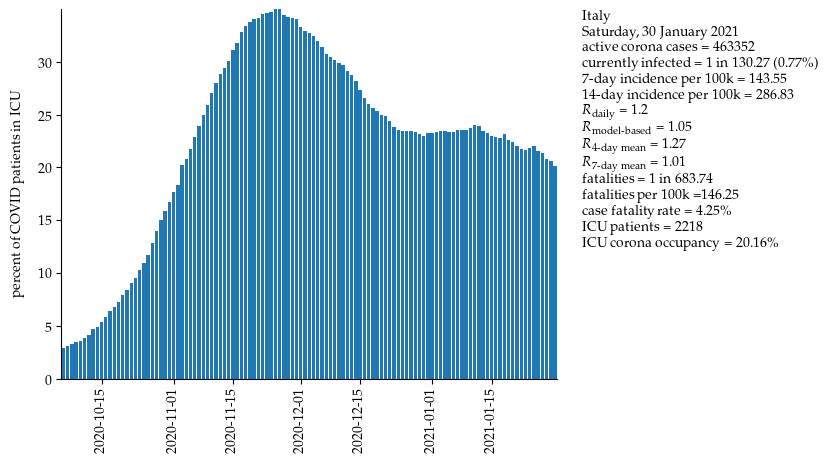 percent of COVID patients in ICU
30
25
20
15
10
5
0
2020-10-15
2020-11-01
2020-11-15
2020-12-01
2020-12-15
2021-01-01
2021-01-15
Italy
Saturday, 30 January 2021
active corona cases = 463352
currently infected = 1 in 130.27 (0.77%)
7-day incidence per 100k = 143.55
14-day incidence per 100k = 286.83
R daily = 1.2
R model-based = 1.05
R 4-day mean = 1.27
R 7-day mean = 1.01
fatalities = 1 in 683.74
fatalities per 100k =146.25
case fatality rate = 4.25%
ICU patients = 2218
ICU corona occupancy = 20.16%